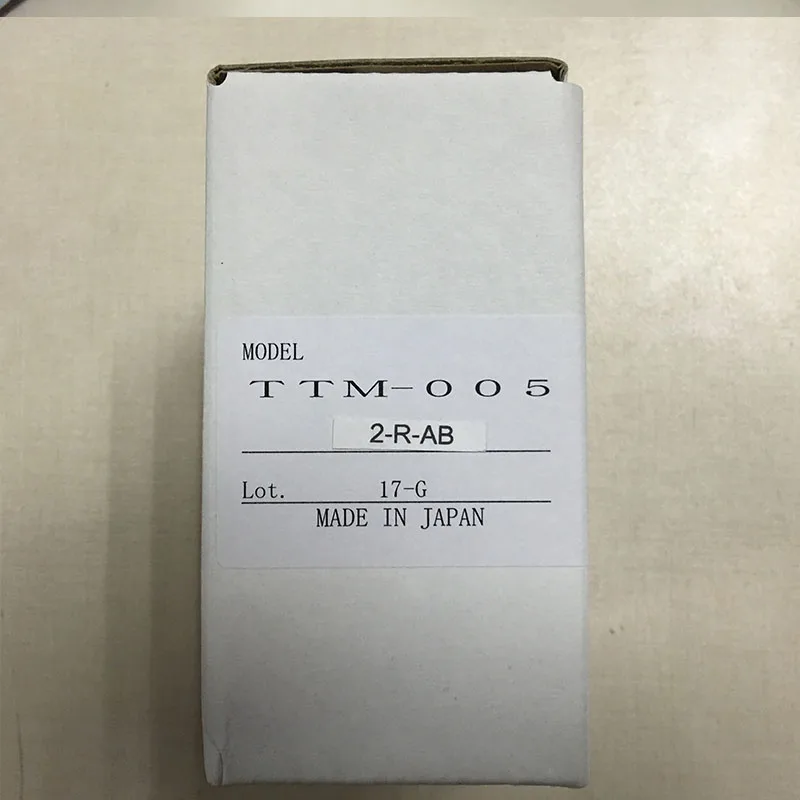 MODEL
TTM-005
2-R-AB
Lot. 17-G
MADE IN JAPAN